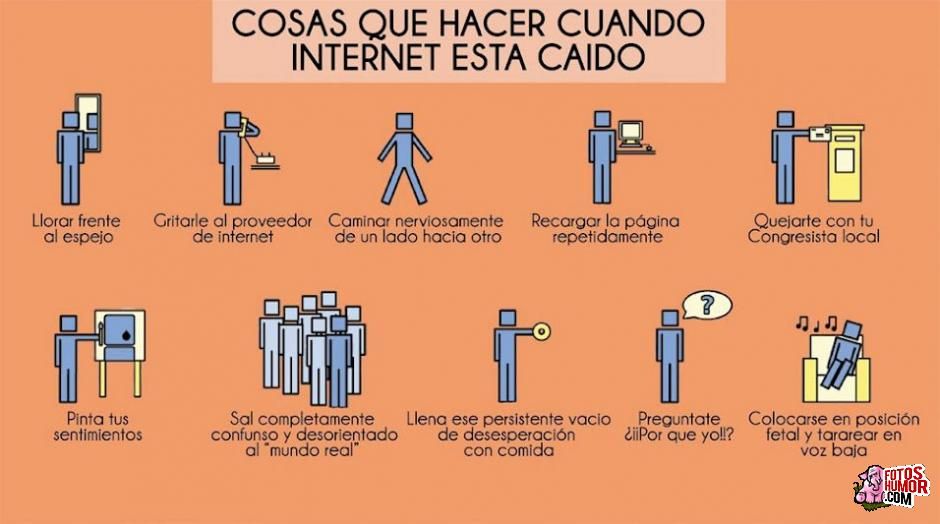 COSAS QUE HACER CUANDO
INTERNET ESTA CAIDO
Llorar frente
al espejo
Gritarle al proveedor
de internet
Caminar nerviosamente
de un lado hacia otro
Recargar la página
repetidamente
Quejarte con tu
Congresista local
?
Pinta tus
sentimientos
Sal completamente
confunso y desorientado
al "mundo real"
Llena ese persistente vacio
de desesperación
con comida
Preguntate
¿¡¡Por que yo!!?
Colocarse en posición
fetal y tararear en
voz baja
FOTOS
HUMOR
.COM